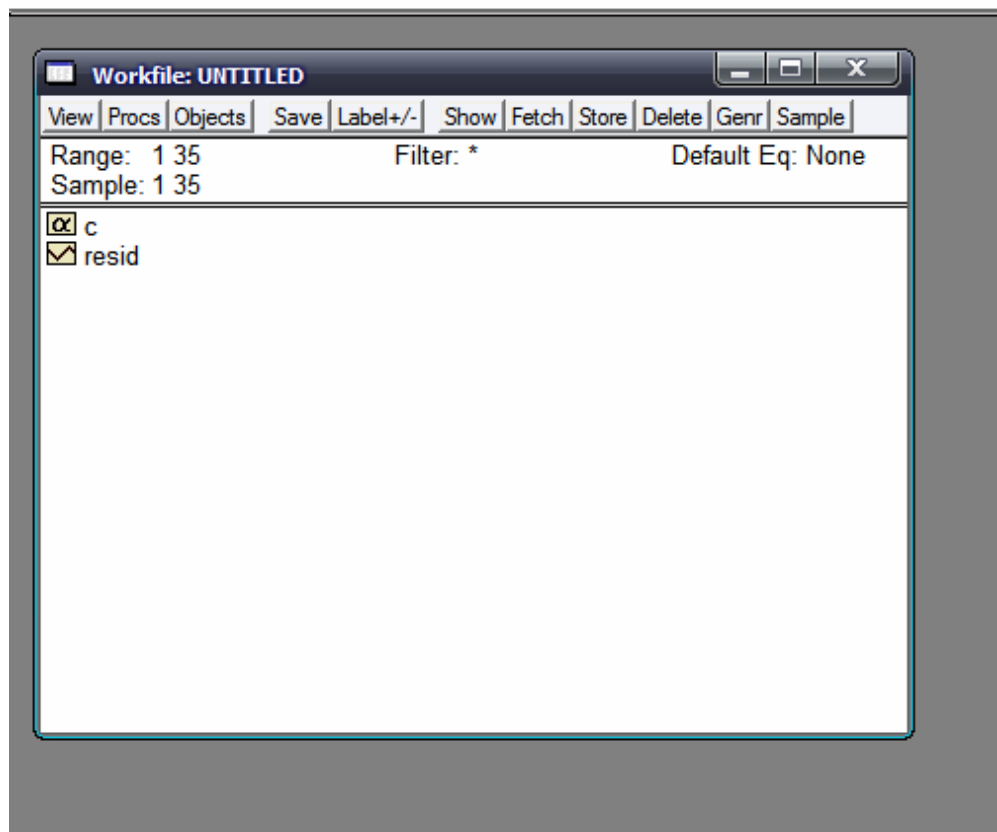 Workfile: UNTITLED
View Procs Objects Save Label+/- Show Fetch Store Delete Genr Sample
Range: 1 35 Filter: * Default Eq: None
Sample: 1 35
α c
resid